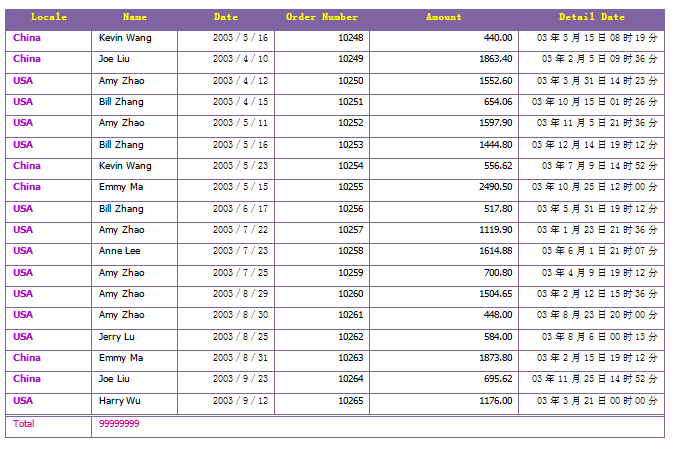 Locale Name Date Order Number Amount Detail Date
China Kevin Wang 2003 / 3 / 16 10248 440.00 03 年 3 月 15 日 08 时 19 分
China Joe Liu 2003 / 4 / 10 10249 1863.40 03 年 2 月 5 日 09 时 36 分
USA Amy Zhao 2003 / 4 / 12 10250 1552.60 03 年 3 月 31 日 14 时 23 分
USA Bill Zhang 2003 / 4 / 15 10251 654.06 03 年 10 月 15 日 01 时 26 分
USA Amy Zhao 2003 / 5 / 11 10252 1597.90 03 年 11 月 5 日 21 时 36 分
USA Bill Zhang 2003 / 5 / 16 10253 1444.80 03 年 12 月 14 日 19 时 12 分
China Kevin Wang 2003 / 5 / 23 10254 556.62 03 年 7 月 9 日 14 时 52 分
China Emmy Ma 2003 / 5 / 15 10255 2490.50 03 年 10 月 25 日 12 时 00 分
USA Bill Zhang 2003 / 6 / 17 10256 517.80 03 年 5 月 31 日 19 时 12 分
USA Amy Zhao 2003 / 7 / 22 10257 1119.90 03 年 1 月 23 日 21 时 36 分
USA Anne Lee 2003 / 7 / 23 10258 1614.88 03 年 6 月 1 日 21 时 07 分
USA Amy Zhao 2003 / 7 / 25 10259 700.80 03 年 4 月 9 日 19 时 12 分
USA Amy Zhao 2003 / 8 / 29 10260 1504.65 03 年 2 月 12 日 15 时 36 分
USA Amy Zhao 2003 / 8 / 30 10261 448.00 03 年 8 月 23 日 20 时 00 分
USA Jerry Lu 2003 / 8 / 25 10262 584.00 03 年 8 月 6 日 00 时 13 分
China Emmy Ma 2003 / 8 / 31 10263 1873.80 03 年 2 月 15 日 19 时 12 分
China Joe Liu 2003 / 9 / 23 10264 695.62 03 年 11 月 25 日 14 时 52 分
USA Harry Wu 2003 / 9 / 12 10265 1176.00 03 年 3 月 21 日 00 时 00 分
Total 99999999